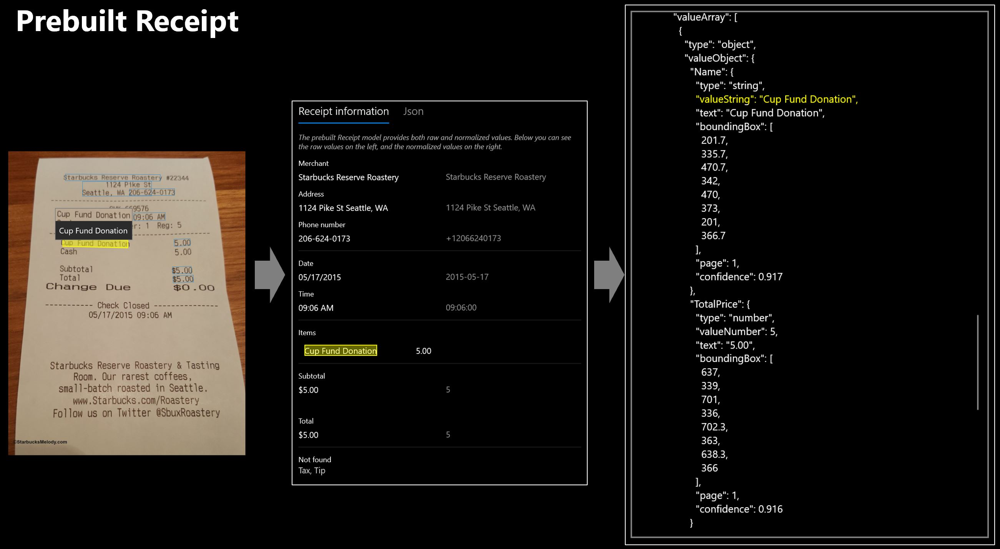 Prebuilt Receipt
Starbucks Reserve Roastery #22344
1124 Pike St
Seattle, WA 206-624-0173
69576
Cup Fund Donation 09:06 AM
Cup Fund Donation
r: 1 Reg: 5
Cup Fund Donation 5.00
Cash 5.00
Subtotal $5.00
Total $5.00
Change Due $0.00
Check Closed
05/17/2015 09:06 AM
Starbucks Reserve Roastery & Tasting
Room. Our rarest coffees,
small-batch roasted in Seattle.
www.Starbucks.com/Roastery
Follow us on Twitter @SbuxRoastery
©StarbucksMelody.com
Receipt information Json
The prebuilt Receipt model provides both raw and normalized values. Below you can see
the raw values on the left, and the normalized values on the right.
Merchant
Starbucks Reserve Roastery Starbucks Reserve Roastery
Address
1124 Pike St Seattle, WA 1124 Pike St Seattle, WA
Phone number
206-624-0173 +12066240173
Date
05/17/2015 2015-05-17
Time
09:06 AM 09:06:00
Items
Cup Fund Donation 5.00
Subtotal
$5.00 5
Total
$5.00 5
Not found
Tax, Tip
"valueArray": [
{
"type": "object",
"valueObject": {
"Name": {
"type": "string",
"valueString": "Cup Fund Donation",
"text": "Cup Fund Donation",
"boundingBox": [
201.7,
335.7,
470.7,
342,
470,
373,
201,
366.7
],
"page": 1,
"confidence": 0.917
},
"TotalPrice": {
"type": "number",
"valueNumber": 5,
"text": "5.00",
"boundingBox": [
637,
339,
701,
336,
702.3,
363,
638.3,
366
],
"page": 1,
"confidence": 0.916
}